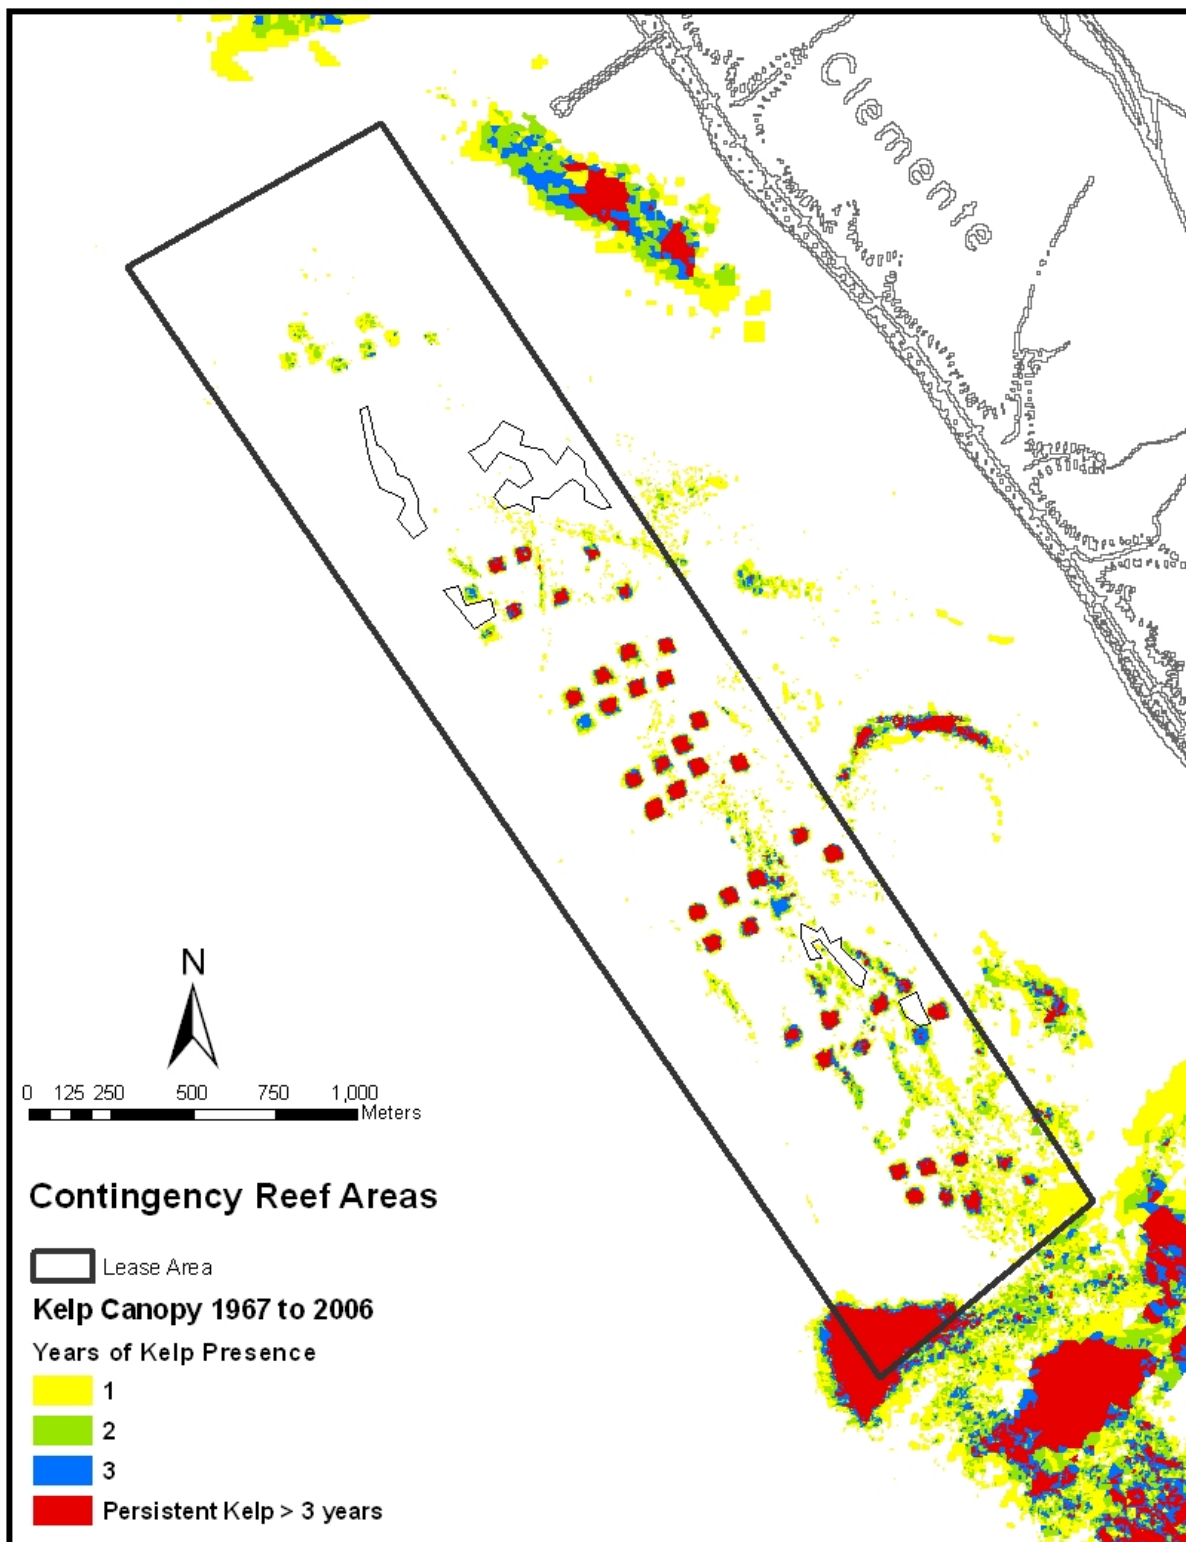 Clemente
N
0 125 250 500 750 1,000
Meters
Contingency Reef Areas
Lease Area
Kelp Canopy 1967 to 2006
Years of Kelp Presence
1
2
3
Persistent Kelp > 3 years